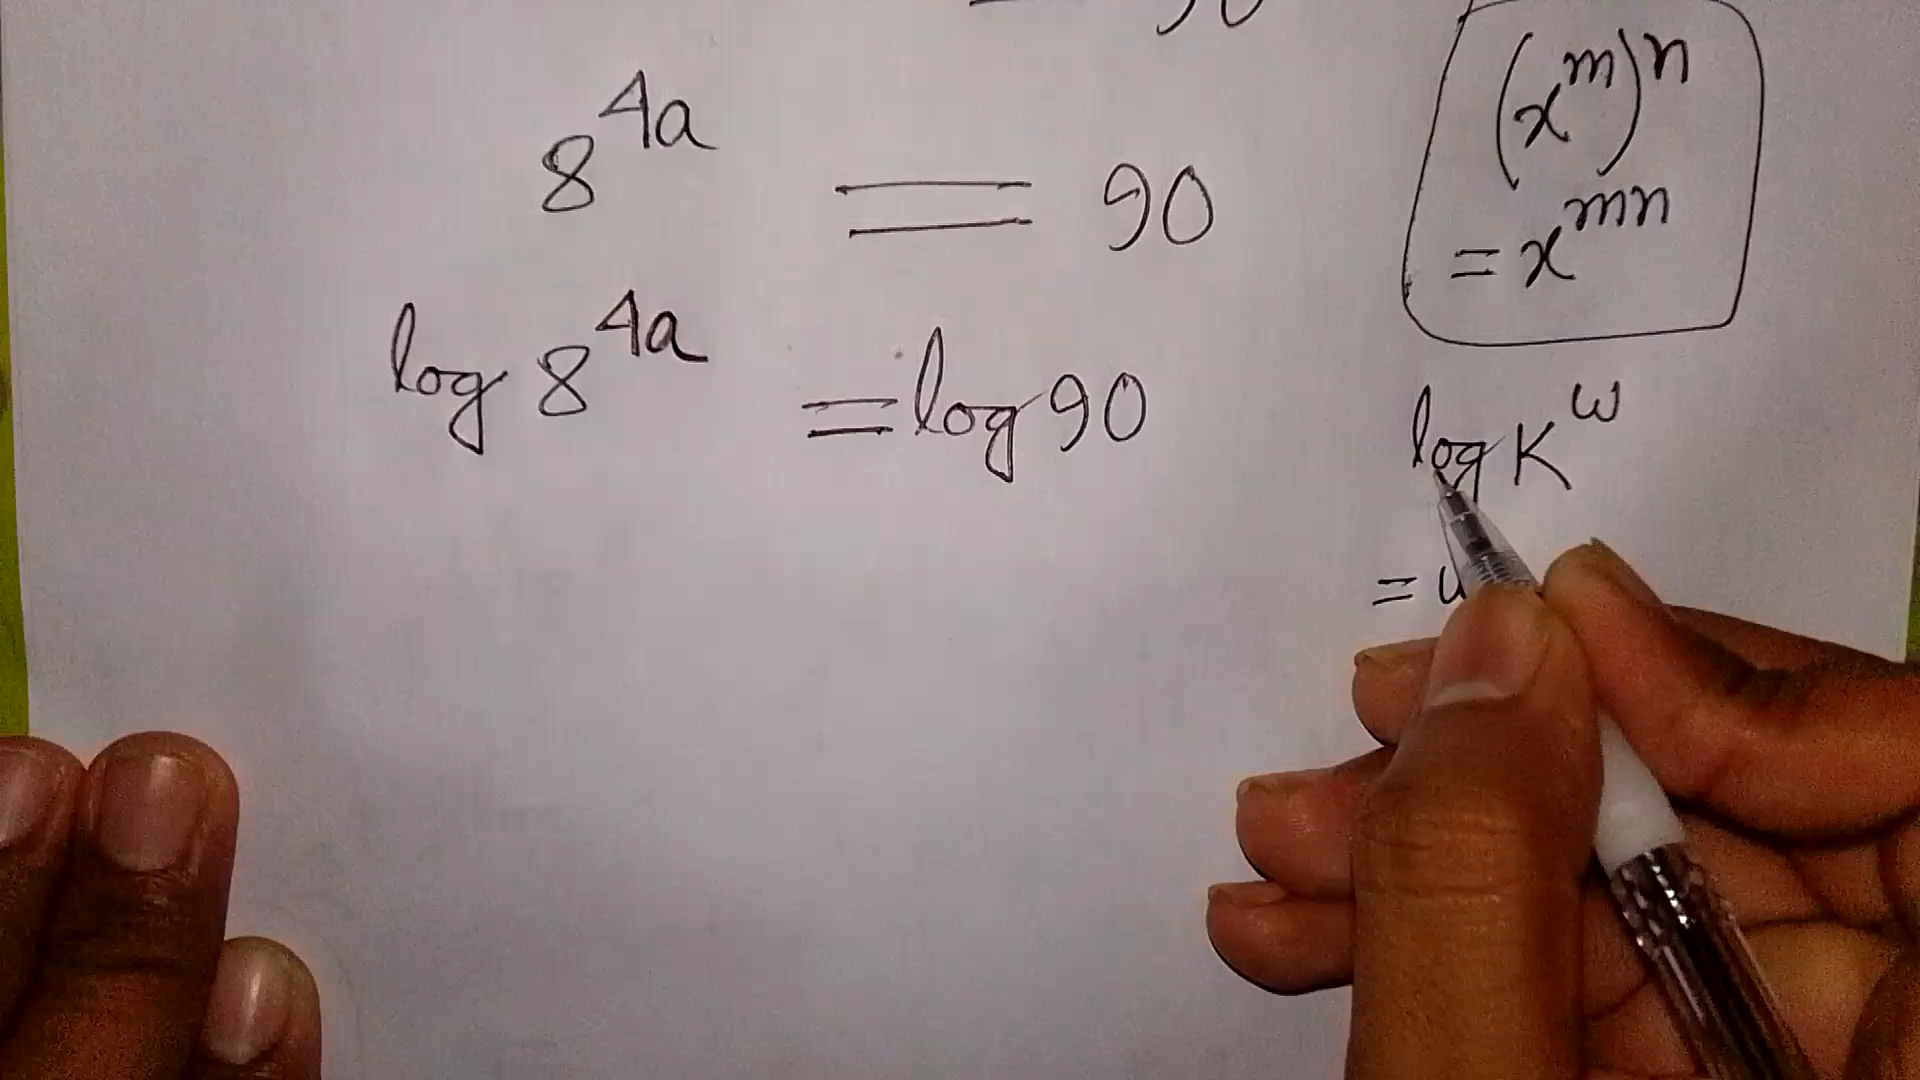 8^4a = 90
log 8^4a = log 90
(x^m)^n
= x^mn
log K^w
=